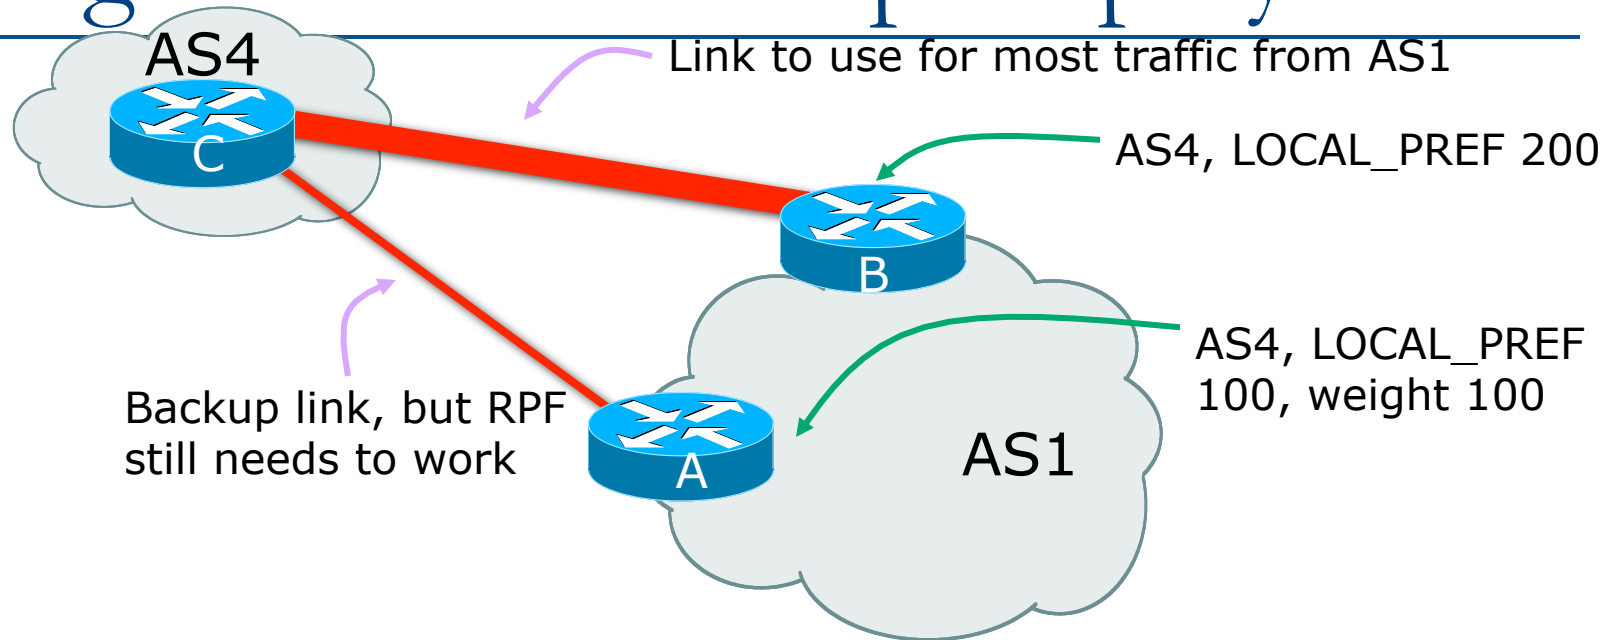 AS4
Link to use for most traffic from AS1
C
AS4, LOCAL_PREF 200
B
AS4, LOCAL_PREF
100, weight 100
Backup link, but RPF
still needs to work
A
AS1